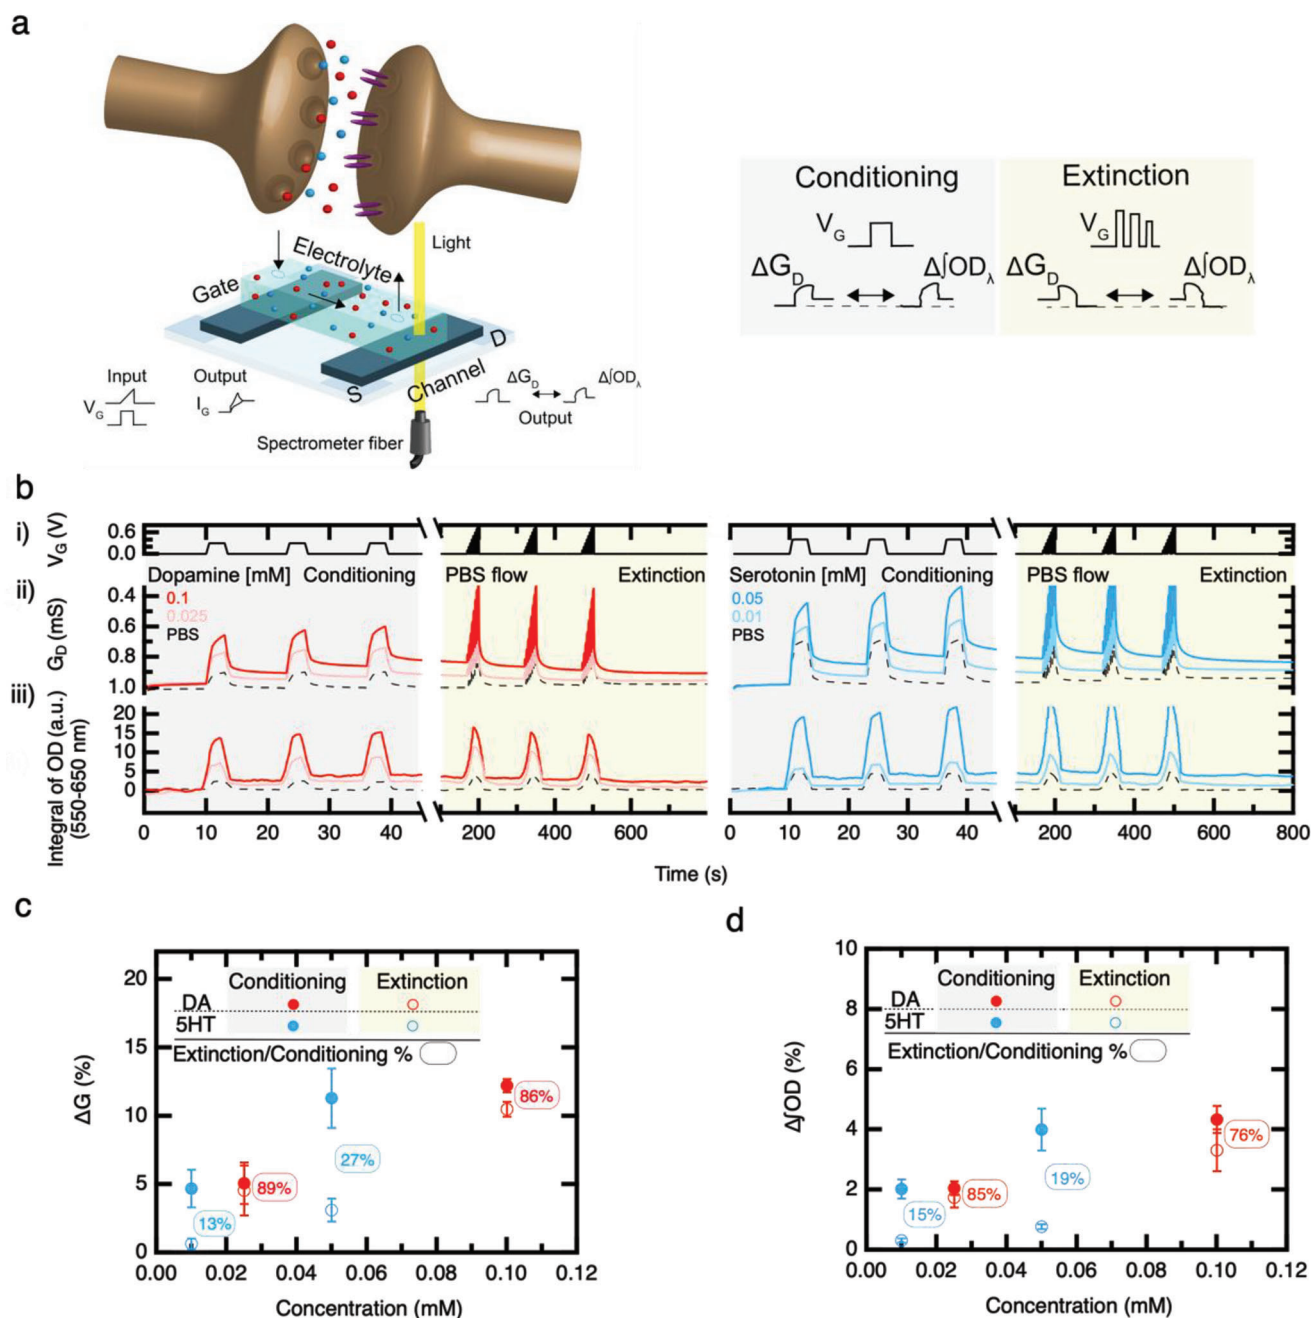 a
Conditioning
Extinction
V_G
V_G
ΔG_D
Δ∫OD_λ
ΔG_D
Δ∫OD_λ
Light
Electrolyte
Gate
D
S
Channel
Input
Output
V_G
I_G
ΔG_D
Δ∫OD_λ
Output
Spectrometer fiber
b
i)
V_G (V)
0.6
0.0
ii)
G_D (mS)
0.4
0.6
0.8
1.0
Dopamine [mM] Conditioning
0.1
0.025
PBS
PBS flow Extinction
Serotonin [mM] Conditioning
0.05
0.01
PBS
PBS flow Extinction
iii)
Integral of OD (a.u.)
(550-650 nm)
20
15
10
5
0
0 10 20 30 40 200 400 600
0 10 20 30 40 200 400 600 800
Time (s)
c
ΔG (%)
20
15
10
5
0
Conditioning Extinction
DA
5HT
Extinction/Conditioning %
13%
89%
27%
86%
0.00 0.02 0.04 0.06 0.08 0.10 0.12
Concentration (mM)
d
Δ∫OD (%)
10
8
6
4
2
0
Conditioning Extinction
DA
5HT
Extinction/Conditioning %
15%
85%
19%
76%
0.00 0.02 0.04 0.06 0.08 0.10 0.12
Concentration (mM)